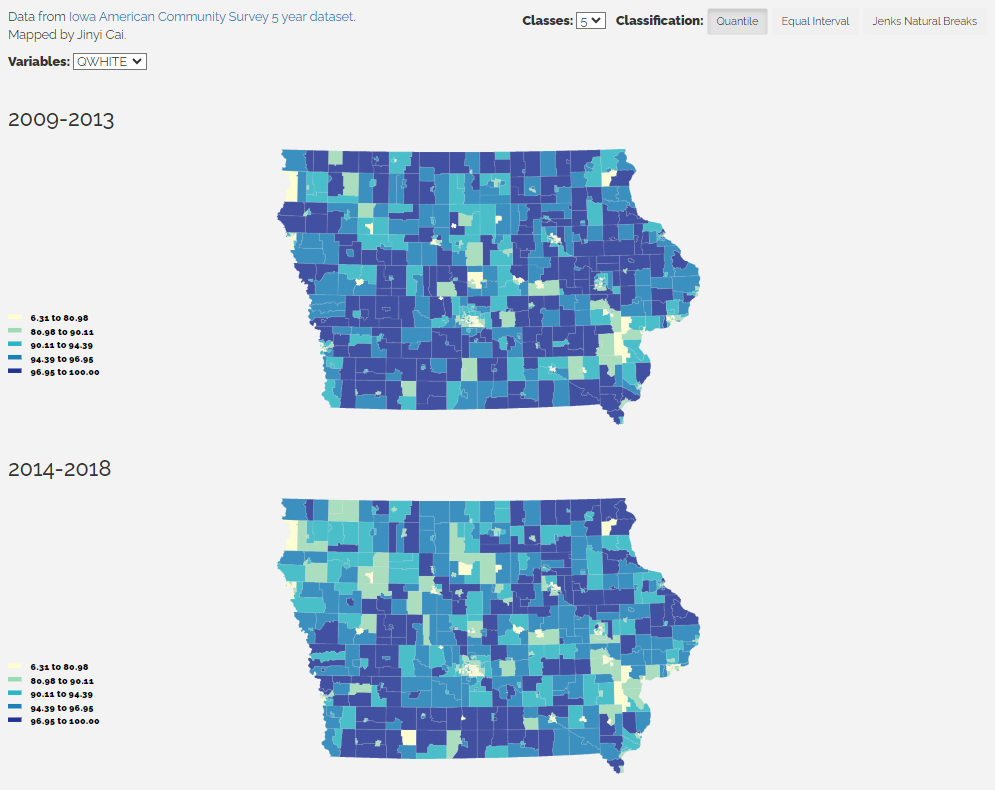 Data from Iowa American Community Survey 5 year dataset.
Mapped by Jinyi Cai.
Variables: QWHITE
Classes: 5 Classification: Quantile Equal Interval Jenks Natural Breaks
2009-2013
6.31 to 80.98
80.98 to 90.11
90.11 to 94.39
94.39 to 96.95
96.95 to 100.00
2014-2018
6.31 to 80.98
80.98 to 90.11
90.11 to 94.39
94.39 to 96.95
96.95 to 100.00